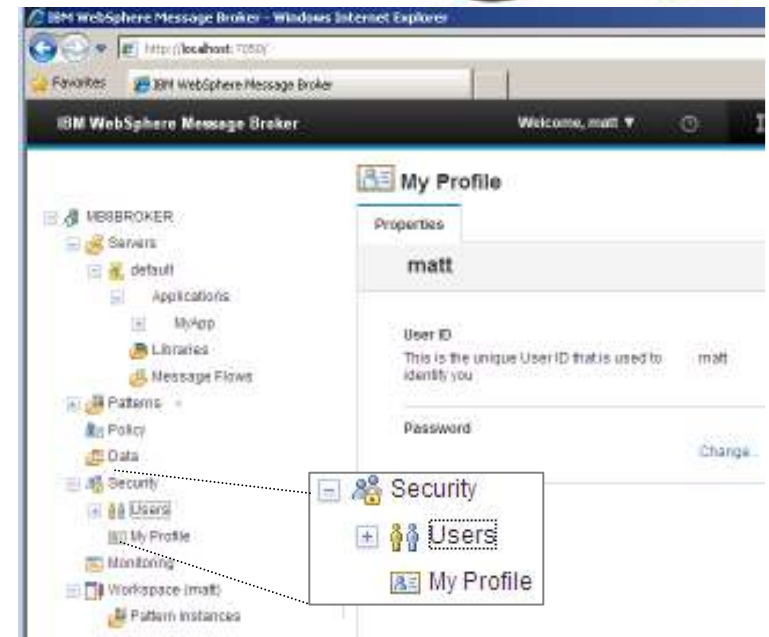 IBM WebSphere Message Broker - Windows Internet Explorer
http://localhost:7080/
Favorites IBM WebSphere Message Broker
IBM WebSphere Message Broker Welcome, matt ▼
My Profile
Properties
matt
User ID
This is the unique User ID that is used to identify you
matt
Password
Change...
MB8BROKER
Servers
default
Applications
MyApp
Libraries
Message Flows
Patterns
Policy
Data
Security
Users
My Profile
Monitoring
Workspace (matt)
Pattern Instances
Security
Users
My Profile